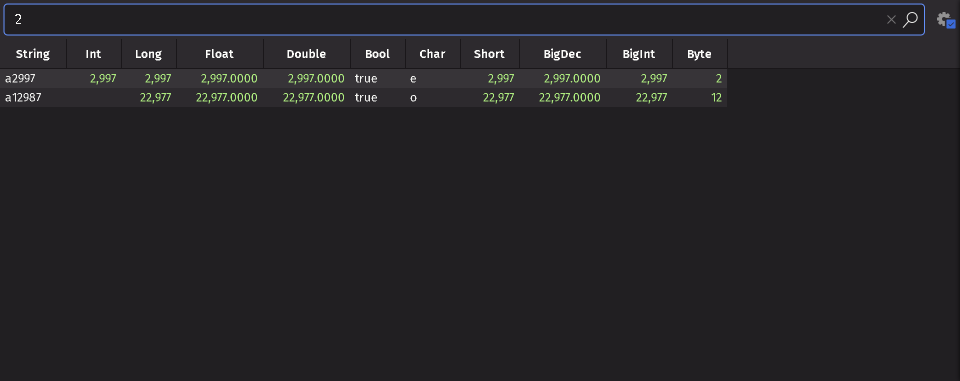 2
String Int Long Float Double Bool Char Short BigDec BigInt Byte
a2997 2,997 2,997 2,997.0000 2,997.0000 true e 2,997 2,997.0000 2,997 2
a12987 22,977 22,977.0000 22,977.0000 true o 22,977 22,977.0000 22,977 12